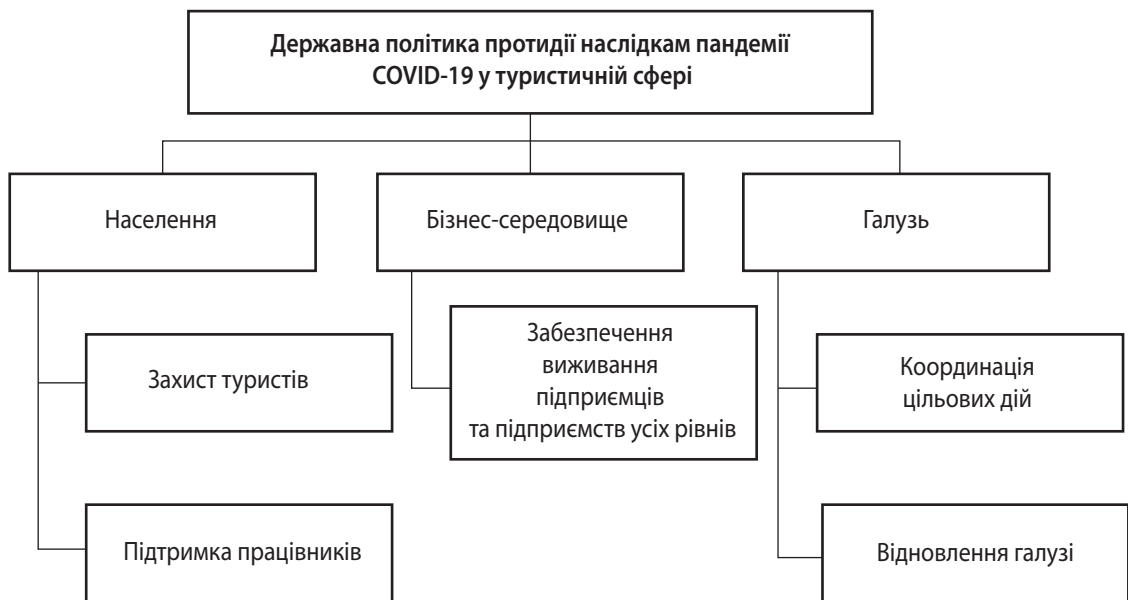 Державна політика протидії наслідкам пандемії
COVID-19 у туристичній сфері
Населення
Бізнес-середовище
Галузь
Захист туристів
Забезпечення
виживання
підприємців
та підприємств усіх рівнів
Координація
цільових дій
Підтримка працівників
Відновлення галузі